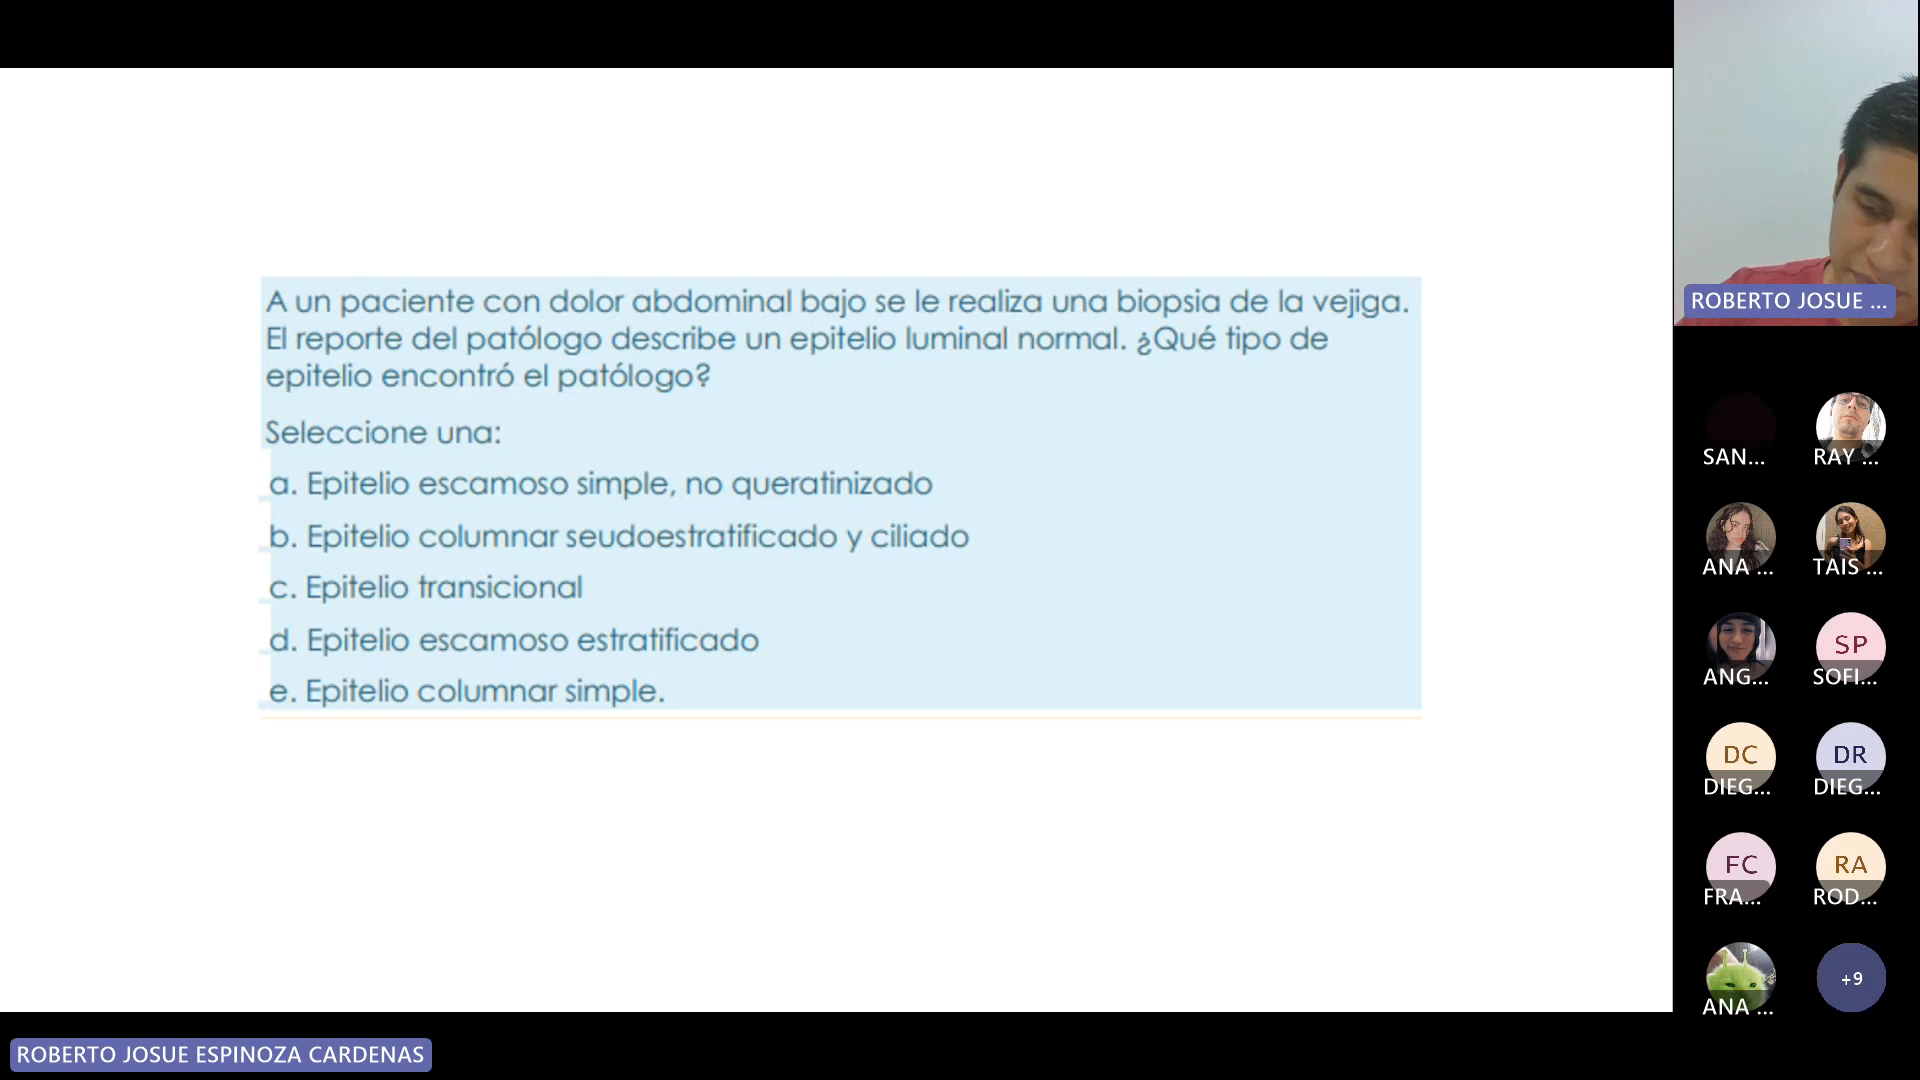 A un paciente con dolor abdominal bajo se le realiza una biopsia de la vejiga.
El reporte del patólogo describe un epitelio luminal normal. ¿Qué tipo de
epitelio encontró el patólogo?
Seleccione una:
a. Epitelio escamoso simple, no queratinizado
b. Epitelio columnar seudoestratificado y ciliado
c. Epitelio transicional
d. Epitelio escamoso estratificado
e. Epitelio columnar simple.
ROBERTO JOSUE ...
SAN...
RAY ...
ANA ...
TAIS ...
ANG...
SP
SOFI...
DC
DIEG...
DR
DIEG...
FC
FRA...
RA
ROD...
ANA ...
+9
ROBERTO JOSUE ESPINOZA CARDENAS